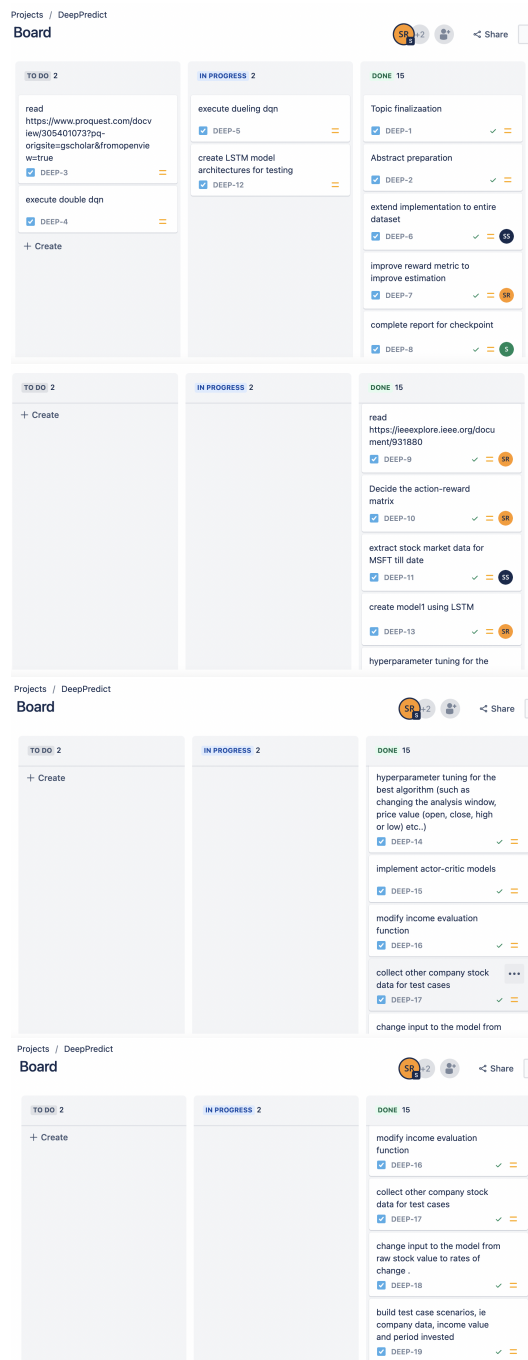 Projects / DeepPredict
Board
SR
S
+2
Share
TO DO 2
read
https://www.proquest.com/docv
iew/305401073?pq-
origsite=gscholar&fromopenvie
w=true
DEEP-3
execute double dqn
DEEP-4
+ Create
IN PROGRESS 2
execute dueling dqn
DEEP-5
create LSTM model
architectures for testing
DEEP-12
DONE 15
Topic finalizaation
DEEP-1
Abstract preparation
DEEP-2
extend implementation to entire
dataset
DEEP-6
SS
improve reward metric to
improve estimation
DEEP-7
SR
complete report for checkpoint
DEEP-8
S
TO DO 2
+ Create
IN PROGRESS 2
DONE 15
read
https://ieeexplore.ieee.org/docu
ment/931880
DEEP-9
SR
Decide the action-reward
matrix
DEEP-10
SR
extract stock market data for
MSFT till date
DEEP-11
SS
create model1 using LSTM
DEEP-13
SR
hyperparameter tuning for the
Projects / DeepPredict
Board
SR
S
+2
Share
TO DO 2
+ Create
IN PROGRESS 2
DONE 15
hyperparameter tuning for the
best algorithm (such as
changing the analysis window,
price value (open, close, high
or low) etc..)
DEEP-14
implement actor-critic models
DEEP-15
modify income evaluation
function
DEEP-16
collect other company stock
data for test cases
DEEP-17
change input to the model from
Projects / DeepPredict
Board
SR
S
+2
Share
TO DO 2
+ Create
IN PROGRESS 2
DONE 15
modify income evaluation
function
DEEP-16
collect other company stock
data for test cases
DEEP-17
change input to the model from
raw stock value to rates of
change .
DEEP-18
build test case scenarios, ie
company data, income value
and period invested
DEEP-19